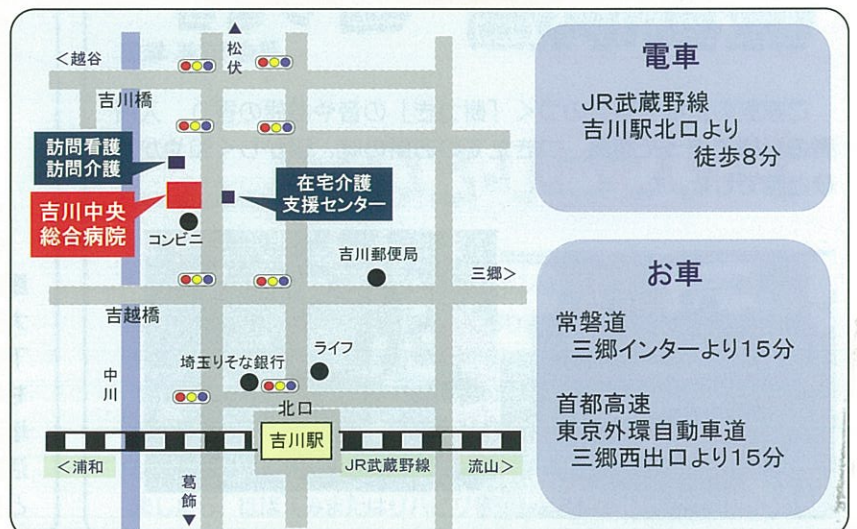 ▲松伏
<越谷
吉川橋
訪問看護
訪問介護
吉川中央
総合病院
在宅介護
支援センター
コンビニ
吉川郵便局
三郷>
吉越橋
中川
埼玉りそな銀行
ライフ
北口
吉川駅
<浦和
JR武蔵野線
流山>
葛飾▼
電車
JR武蔵野線
吉川駅北口より
徒歩8分
お車
常磐道
三郷インターより15分
首都高速
東京外環自動車道
三郷西出口より15分